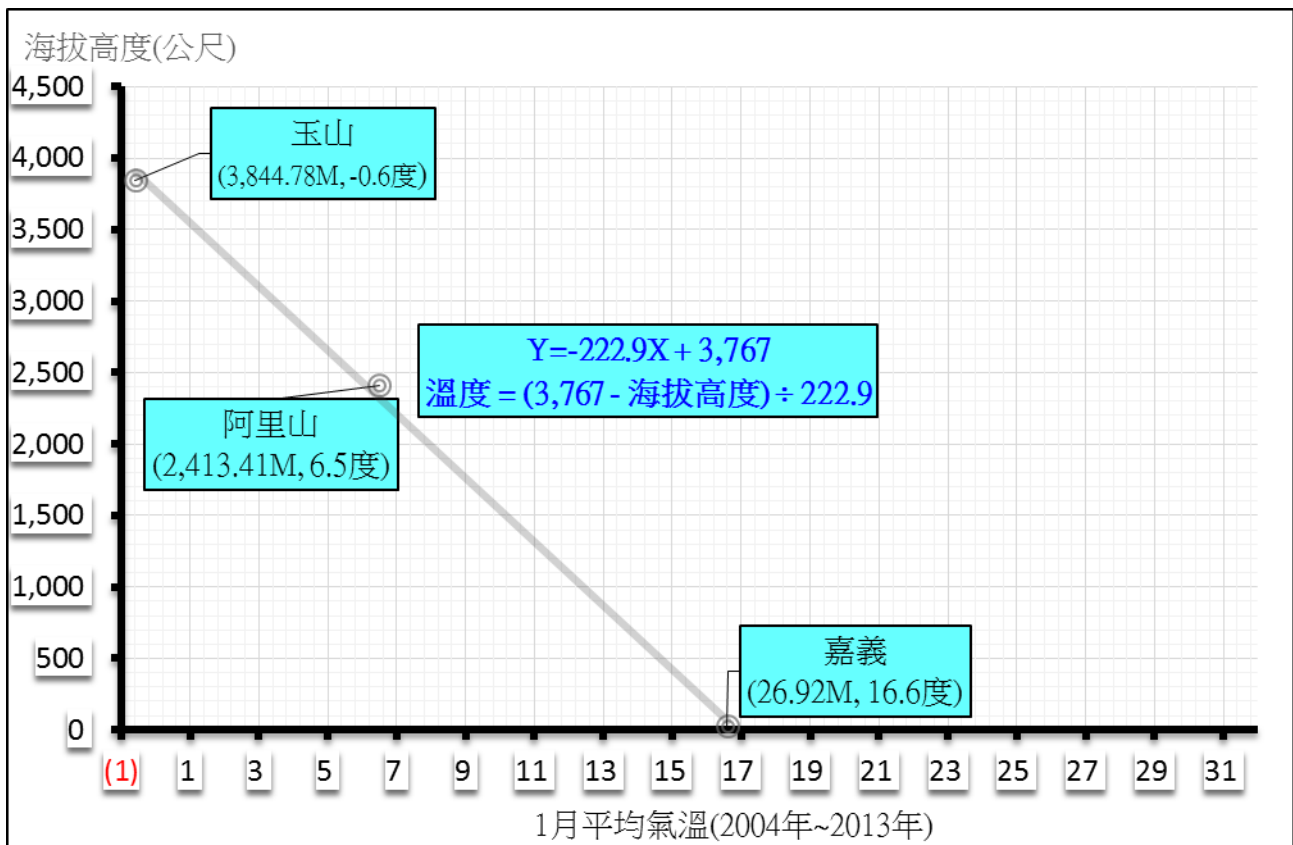 海拔高度(公尺)
4,500
4,000
3,500
3,000
2,500
2,000
1,500
1,000
500
0
玉山
(3,844.78M, -0.6度)
Y=-222.9X + 3,767
溫度 = (3,767 - 海拔高度) ÷ 222.9
阿里山
(2,413.41M, 6.5度)
嘉義
(26.92M, 16.6度)
(1) 1 3 5 7 9 11 13 15 17 19 21 23 25 27 29 31
1月平均氣溫(2004年~2013年)